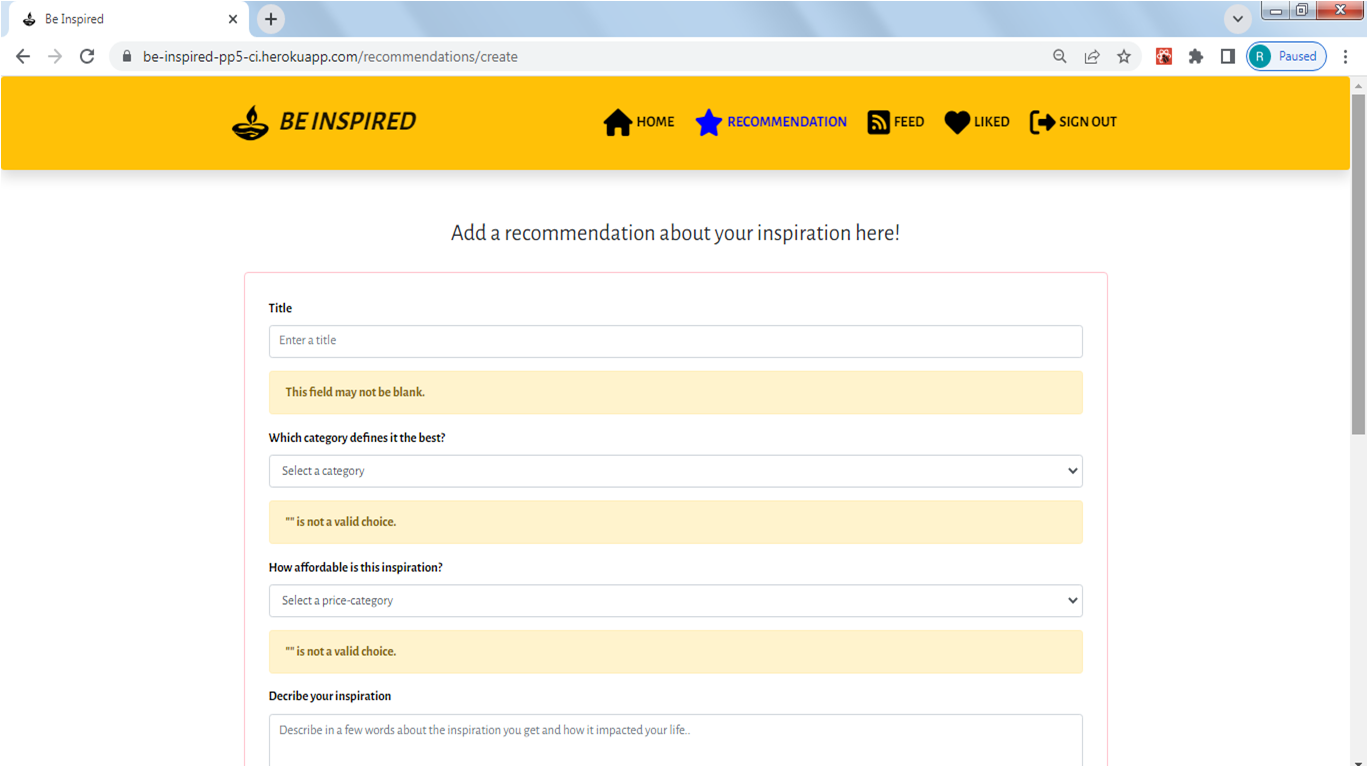 Be Inspired
be-inspired-pp5-ci.herokuapp.com/recommendations/create
R Paused
BE INSPIRED
HOME RECOMMENDATION FEED LIKED SIGN OUT
Add a recommendation about your inspiration here!
Title
Enter a title
This field may not be blank.
Which category defines it the best?
Select a category
"" is not a valid choice.
How affordable is this inspiration?
Select a price-category
"" is not a valid choice.
Decribe your inspiration
Describe in a few words about the inspiration you get and how it impacted your life..